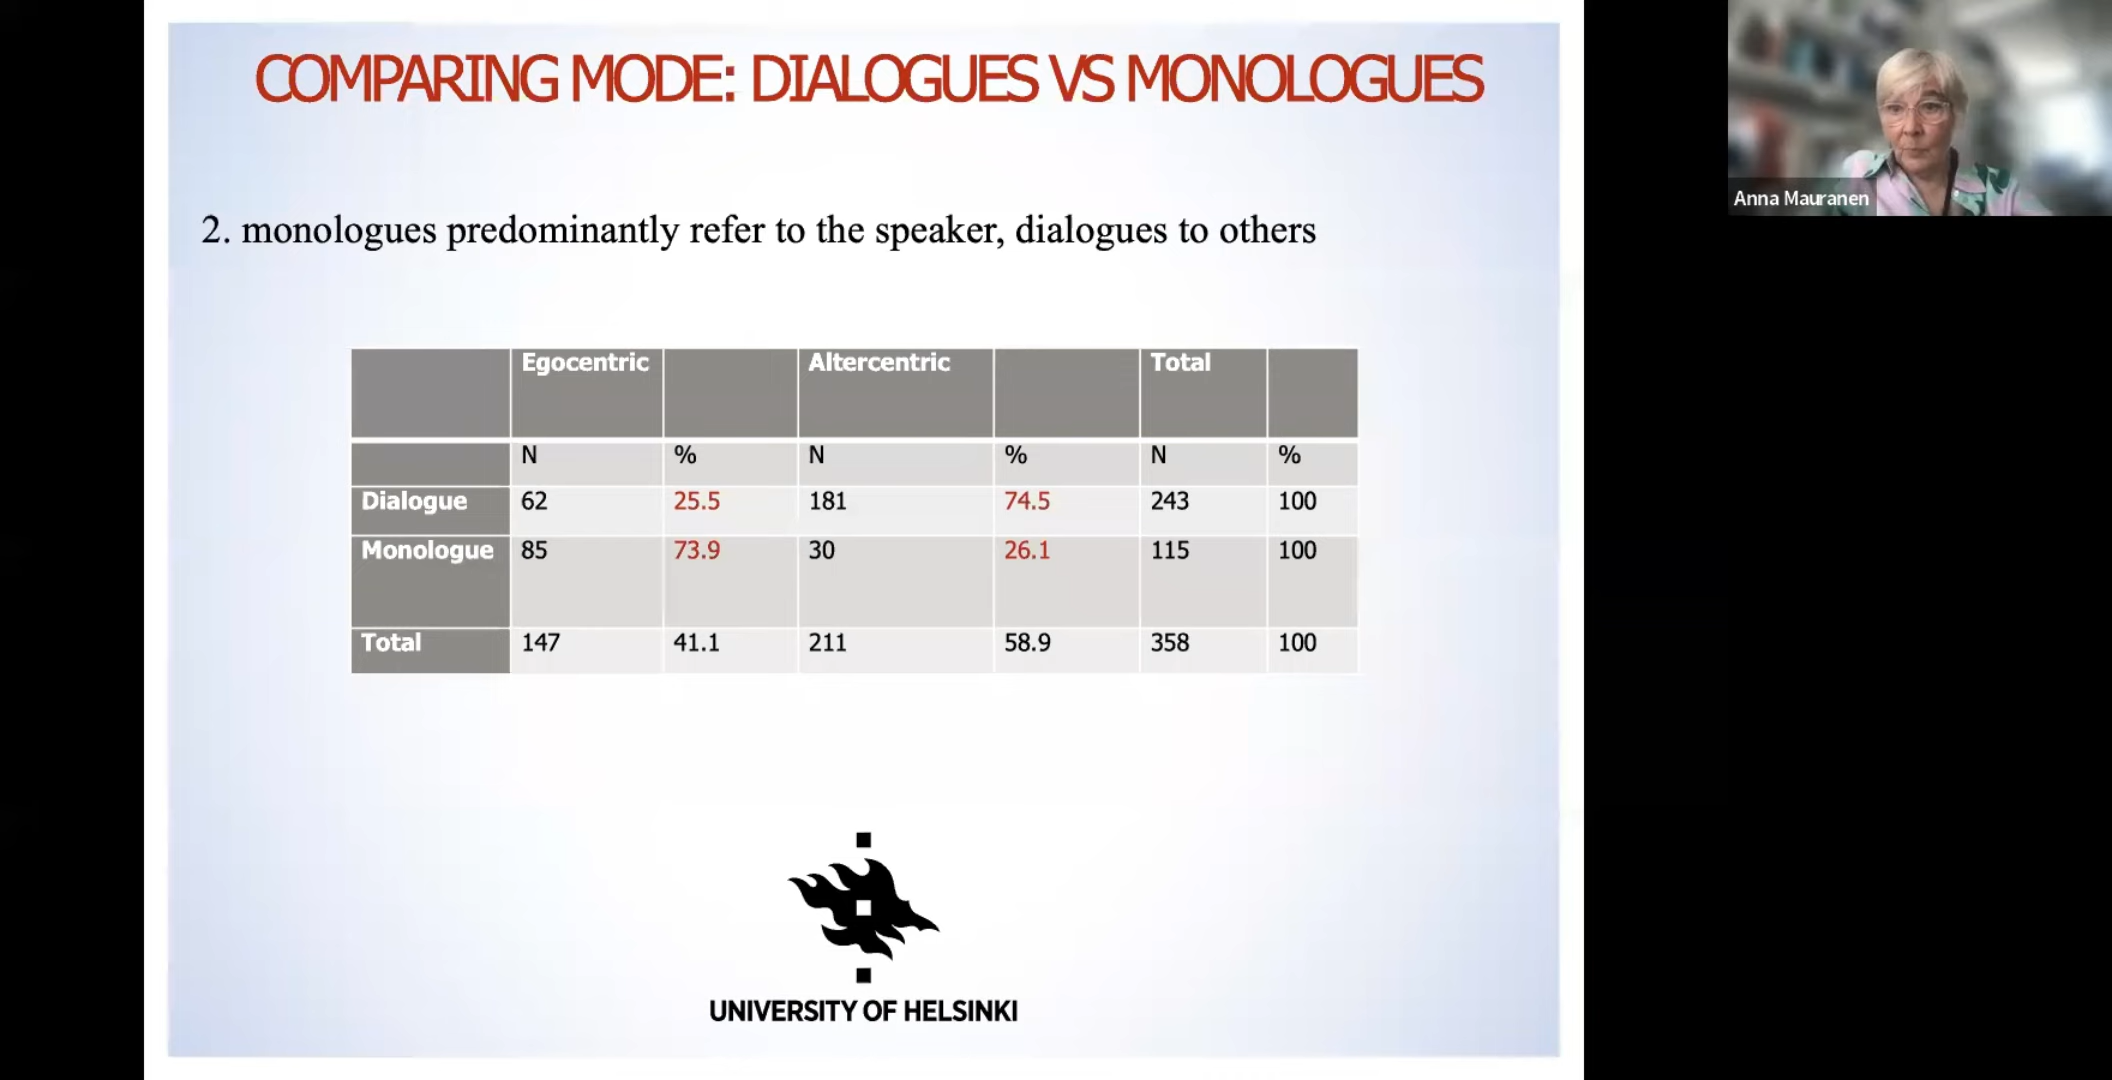 COMPARING MODE: DIALOGUES VS MONOLOGUES
Anna Mauranen
2. monologues predominantly refer to the speaker, dialogues to others
Egocentric Altercentric Total
N % N % N %
Dialogue 62 25.5 181 74.5 243 100
Monologue 85 73.9 30 26.1 115 100
Total 147 41.1 211 58.9 358 100
UNIVERSITY OF HELSINKI